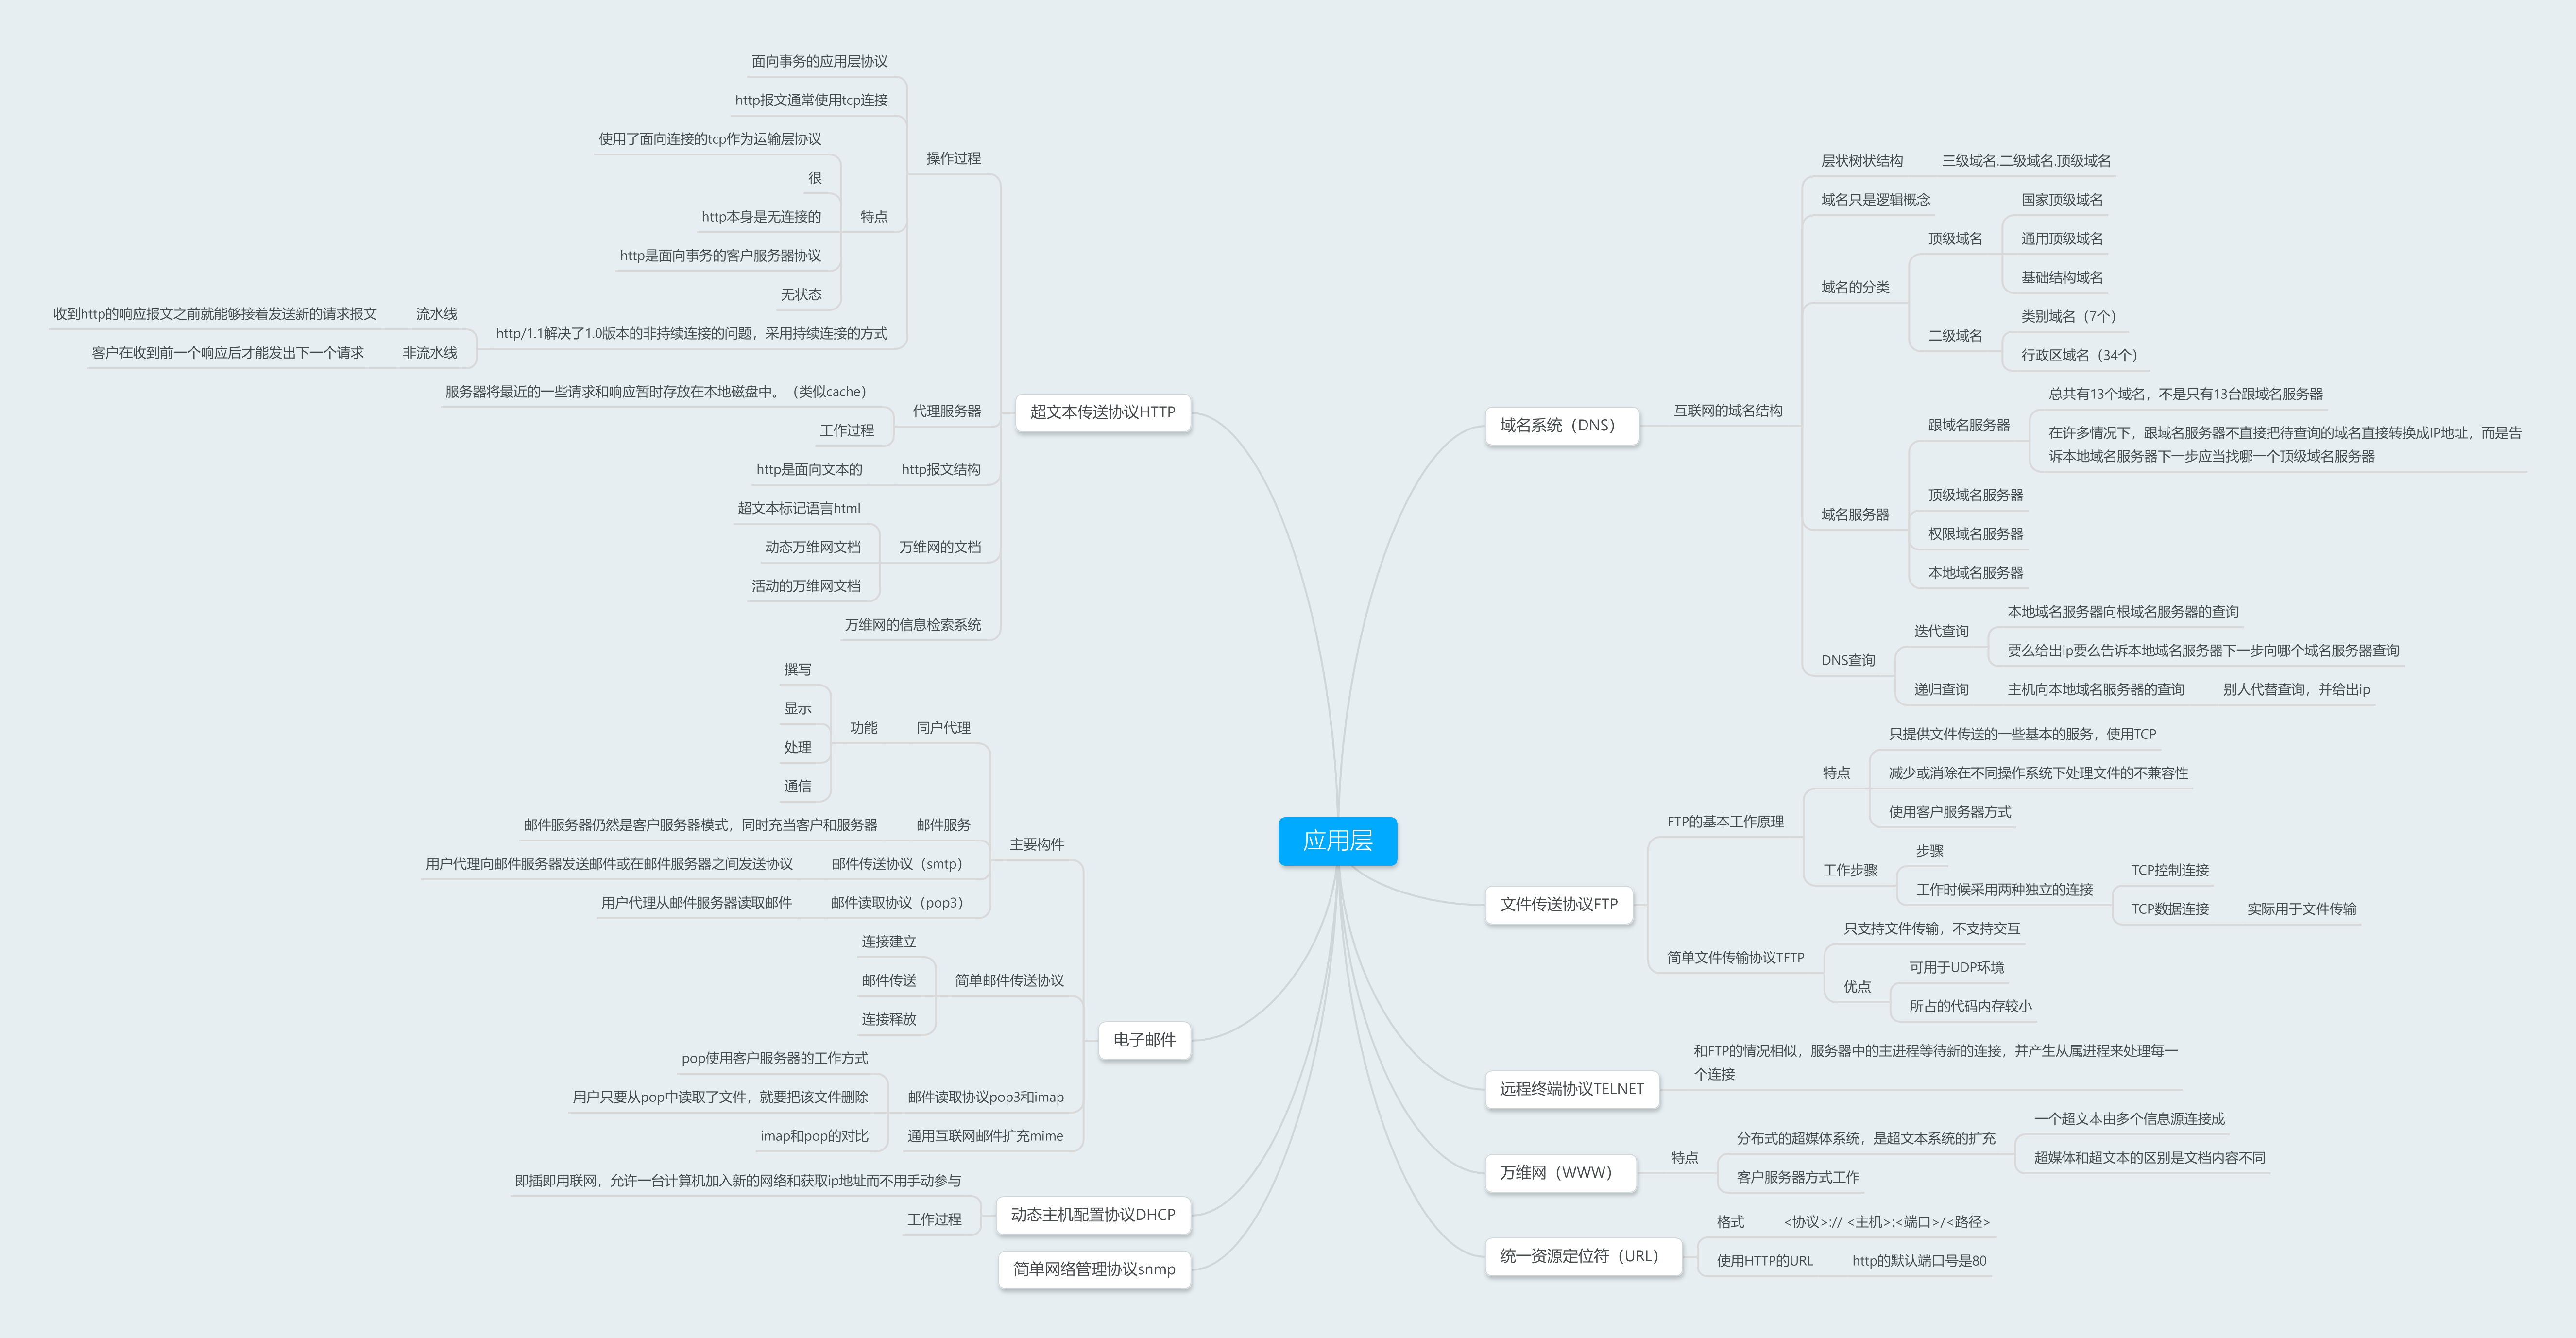 应用层
域名系统（DNS）
互联网的域名结构
层状树状结构
三级域名.二级域名.顶级域名
域名只是逻辑概念
域名的分类
顶级域名
国家顶级域名
通用顶级域名
基础结构域名
二级域名
类别域名（7个）
行政区域名（34个）
域名服务器
跟域名服务器
总共有13个域名，不是只有13台跟域名服务器
在许多情况下，跟域名服务器不直接把待查询的域名直接转换成IP地址，而是告
诉本地域名服务器下一步应当找哪一个顶级域名服务器
顶级域名服务器
权限域名服务器
本地域名服务器
DNS查询
迭代查询
本地域名服务器向根域名服务器的查询
要么给出ip要么告诉本地域名服务器下一步向哪个域名服务器查询
递归查询
主机向本地域名服务器的查询
别人代替查询，并给出ip
文件传送协议FTP
FTP的基本工作原理
特点
只提供文件传送的一些基本的服务，使用TCP
减少或消除在不同操作系统下处理文件的不兼容性
使用客户服务器方式
工作步骤
步骤
工作时候采用两种独立的连接
TCP控制连接
TCP数据连接
实际用于文件传输
简单文件传输协议TFTP
只支持文件传输，不支持交互
优点
可用于UDP环境
所占的代码内存较小
远程终端协议TELNET
和FTP的情况相似，服务器中的主进程等待新的连接，并产生从属进程来处理每一
个连接
万维网（WWW）
特点
分布式的超媒体系统，是超文本系统的扩充
一个超文本由多个信息源连接成
超媒体和超文本的区别是文档内容不同
客户服务器方式工作
统一资源定位符（URL）
格式
<协议>:// <主机>:<端口>/<路径>
使用HTTP的URL
http的默认端口号是80
超文本传送协议HTTP
操作过程
面向事务的应用层协议
http报文通常使用tcp连接
特点
使用了面向连接的tcp作为运输层协议
很
http本身是无连接的
http是面向事务的客户服务器协议
无状态
http/1.1解决了1.0版本的非持续连接的问题，采用持续连接的方式
流水线
收到http的响应报文之前就能够接着发送新的请求报文
非流水线
客户在收到前一个响应后才能发出下一个请求
代理服务器
服务器将最近的一些请求和响应暂时存放在本地磁盘中。（类似cache）
工作过程
http报文结构
http是面向文本的
万维网的文档
超文本标记语言html
动态万维网文档
活动的万维网文档
万维网的信息检索系统
电子邮件
主要构件
同户代理
功能
撰写
显示
处理
通信
邮件服务
邮件服务器仍然是客户服务器模式，同时充当客户和服务器
邮件传送协议（smtp）
用户代理向邮件服务器发送邮件或在邮件服务器之间发送协议
邮件读取协议（pop3）
用户代理从邮件服务器读取邮件
简单邮件传送协议
连接建立
邮件传送
连接释放
邮件读取协议pop3和imap
pop使用客户服务器的工作方式
用户只要从pop中读取了文件，就要把该文件删除
imap和pop的对比
通用互联网邮件扩充mime
动态主机配置协议DHCP
即插即用联网，允许一台计算机加入新的网络和获取ip地址而不用手动参与
工作过程
简单网络管理协议snmp